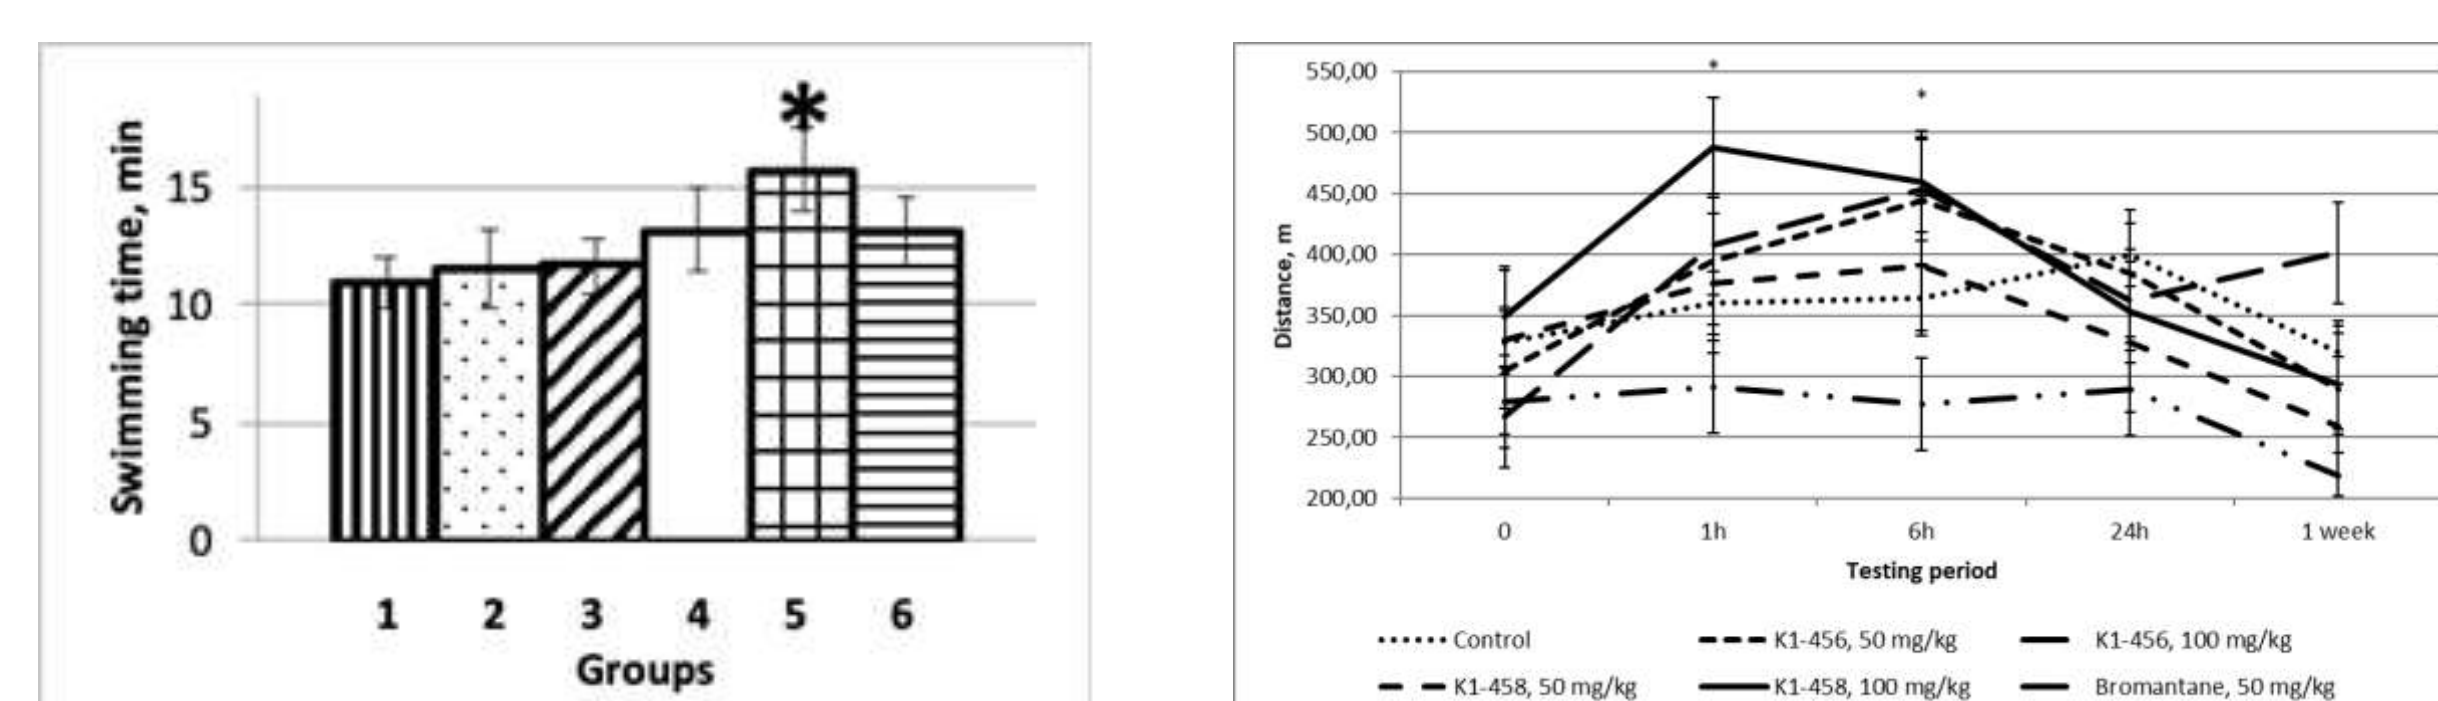 *
Swimming time, min
15
10
5
0
1 2 3 4 5 6
Groups
550,00
500,00
450,00
400,00
350,00
300,00
250,00
200,00
*
*
Distance, m
0 1h 6h 24h 1 week
Testing period
Control K1-456, 50 mg/kg K1-456, 100 mg/kg
K1-458, 50 mg/kg K1-458, 100 mg/kg Bromantane, 50 mg/kg